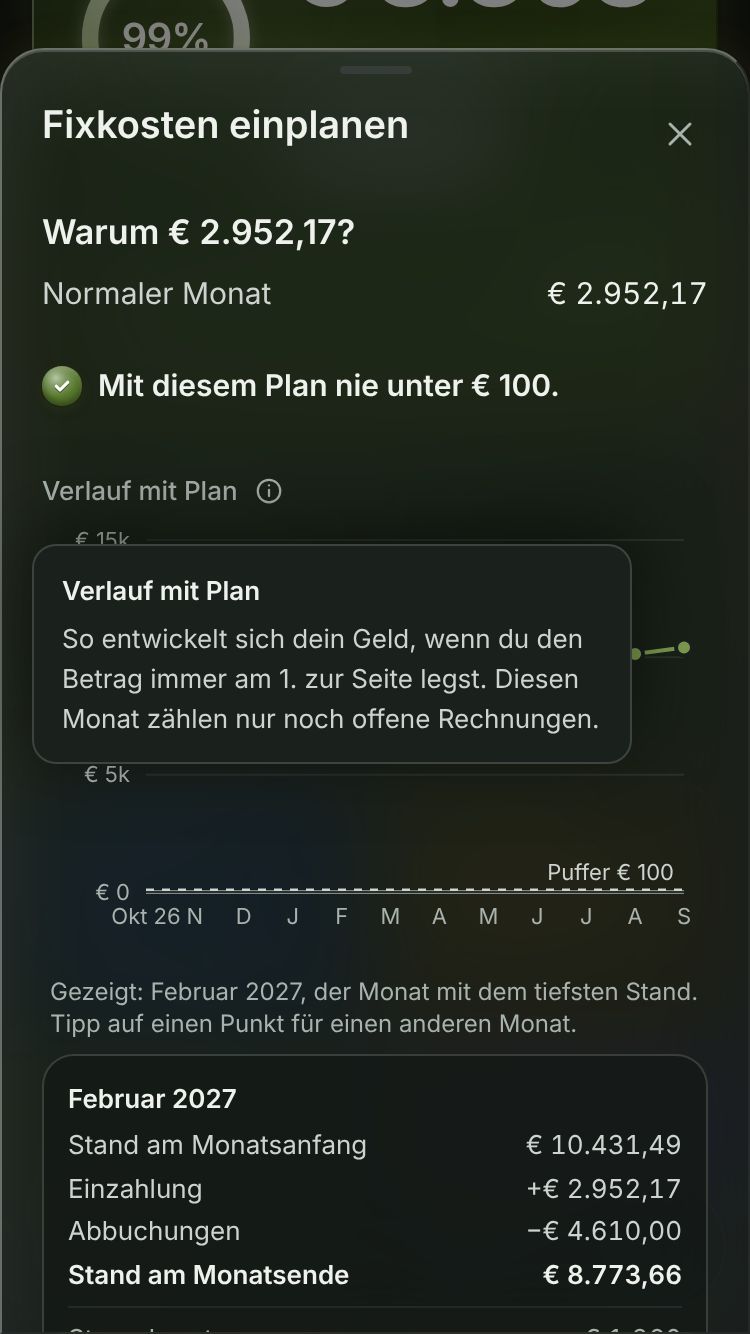 99%
Fixkosten einplanen
Warum € 2.952,17?
Normaler Monat € 2.952,17
Mit diesem Plan nie unter € 100.
Verlauf mit Plan
€ 15k
Verlauf mit Plan
So entwickelt sich dein Geld, wenn du den
Betrag immer am 1. zur Seite legst. Diesen
Monat zählen nur noch offene Rechnungen.
€ 5k
Puffer € 100
€ 0
Okt 26 N D J F M A M J J A S
Gezeigt: Februar 2027, der Monat mit dem tiefsten Stand.
Tipp auf einen Punkt für einen anderen Monat.
Februar 2027
Stand am Monatsanfang € 10.431,49
Einzahlung +€ 2.952,17
Abbuchungen −€ 4.610,00
Stand am Monatsende € 8.773,66